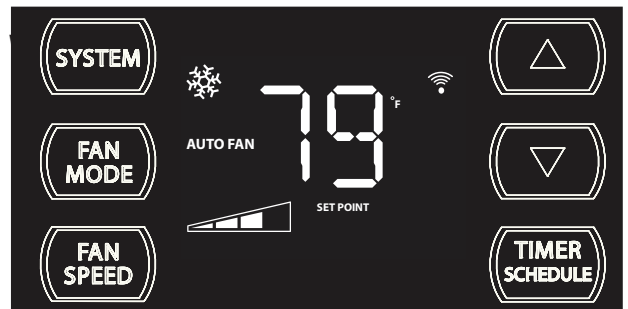 SYSTEM
FAN
MODE
FAN
SPEED
AUTO FAN
79
°F
SET POINT
TIMER
SCHEDULE